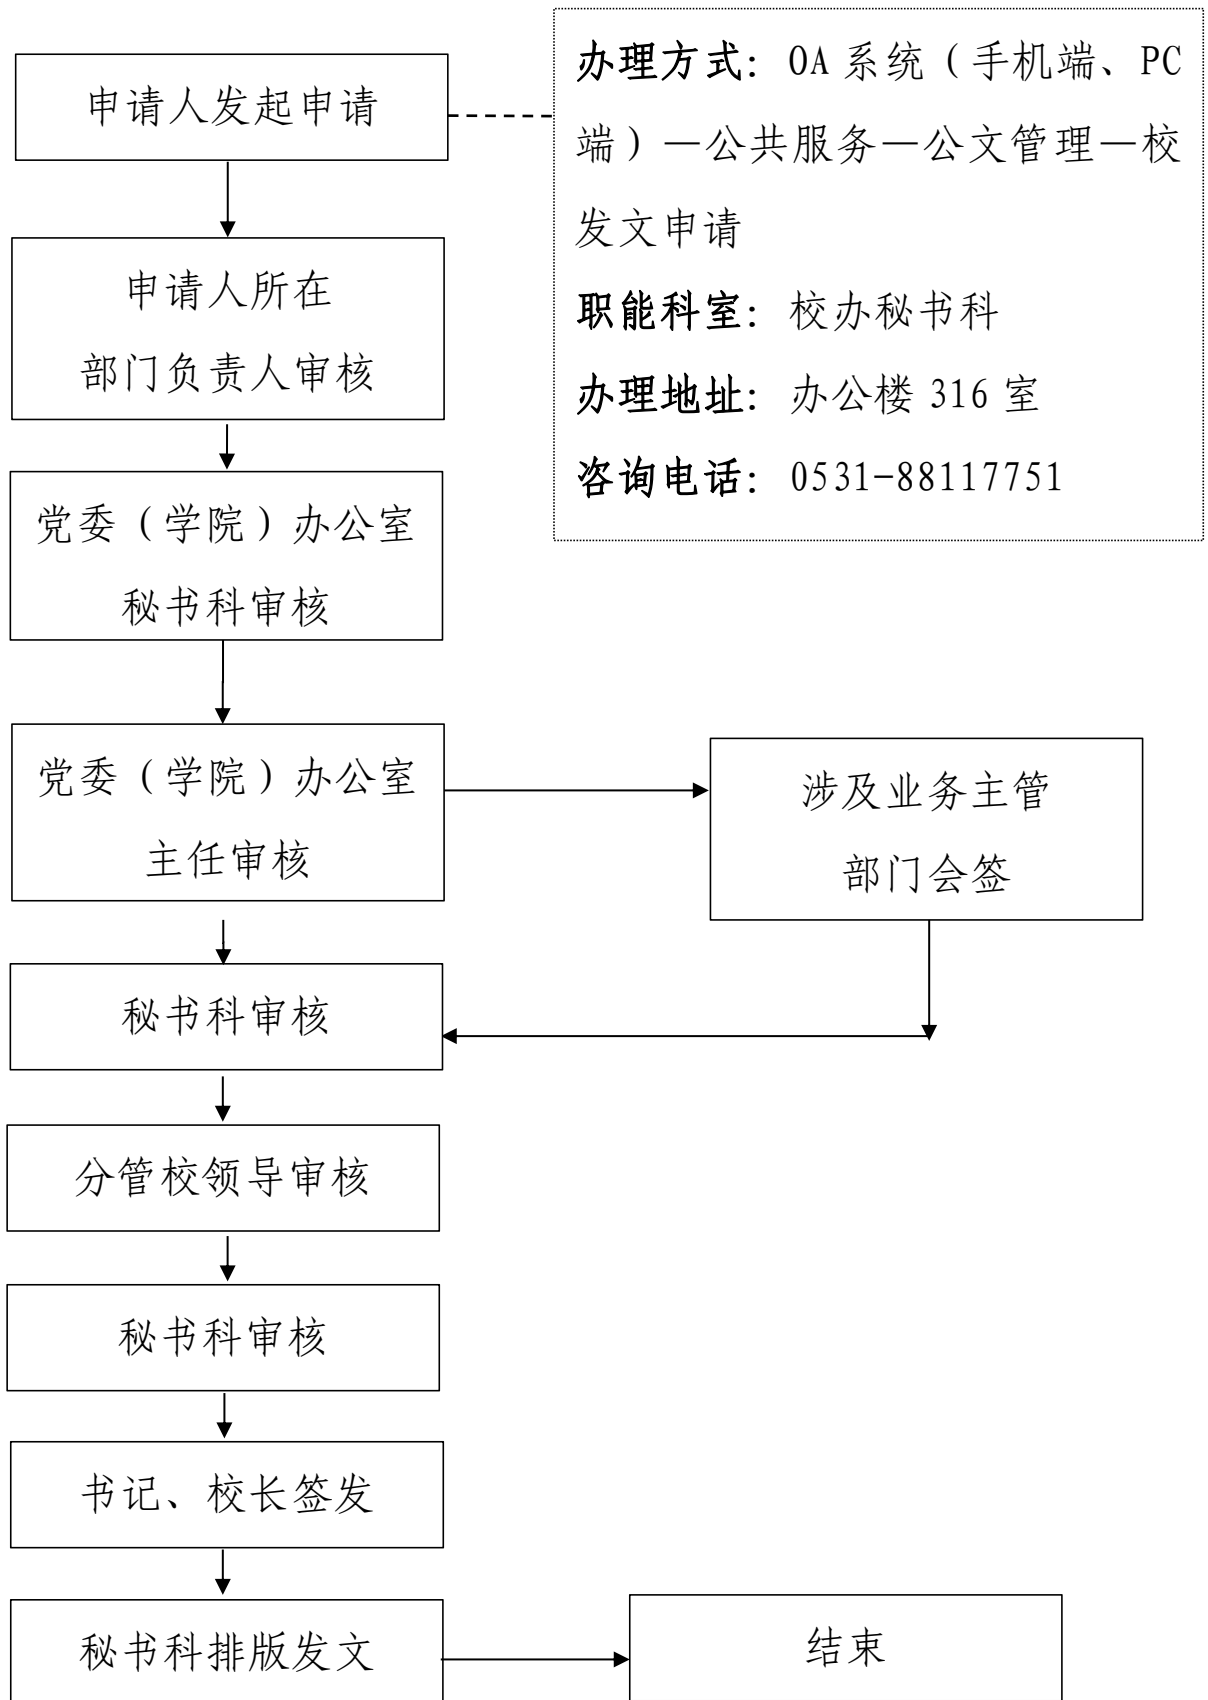 申请人发起申请
办理方式：OA 系统（手机端、PC
端）—公共服务—公文管理—校
发文申请
职能科室：校办秘书科
办理地址：办公楼 316 室
咨询电话：0531-88117751
申请人所在
部门负责人审核
党委（学院）办公室
秘书科审核
党委（学院）办公室
主任审核
涉及业务主管
部门会签
秘书科审核
分管校领导审核
秘书科审核
书记、校长签发
秘书科排版发文
结束